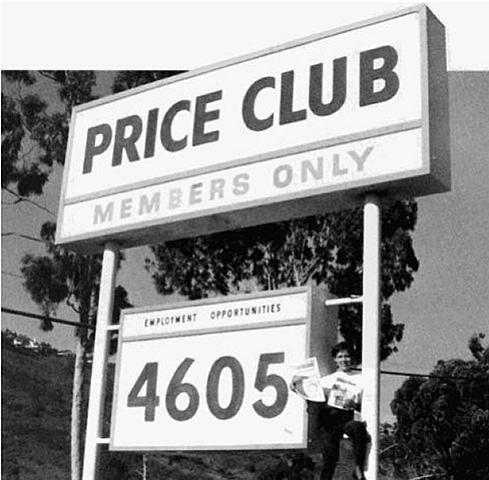 PRICE CLUB
MEMBERS ONLY
EMPLOYMENT OPPORTUNITIES
4605